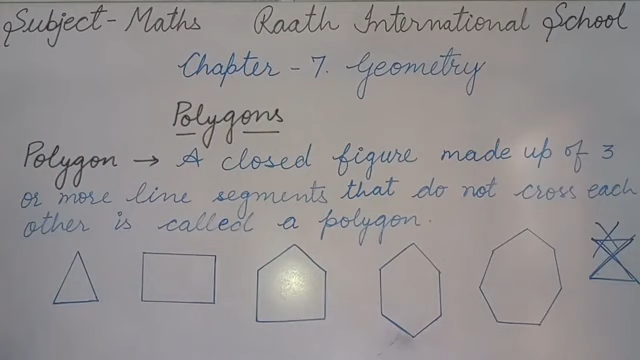 Subject - Maths Raath International School
Chapter - 7. Geometry
Polygons
Polygon → A closed figure made up of 3
or more line segments that do not cross each
other is called a polygon.